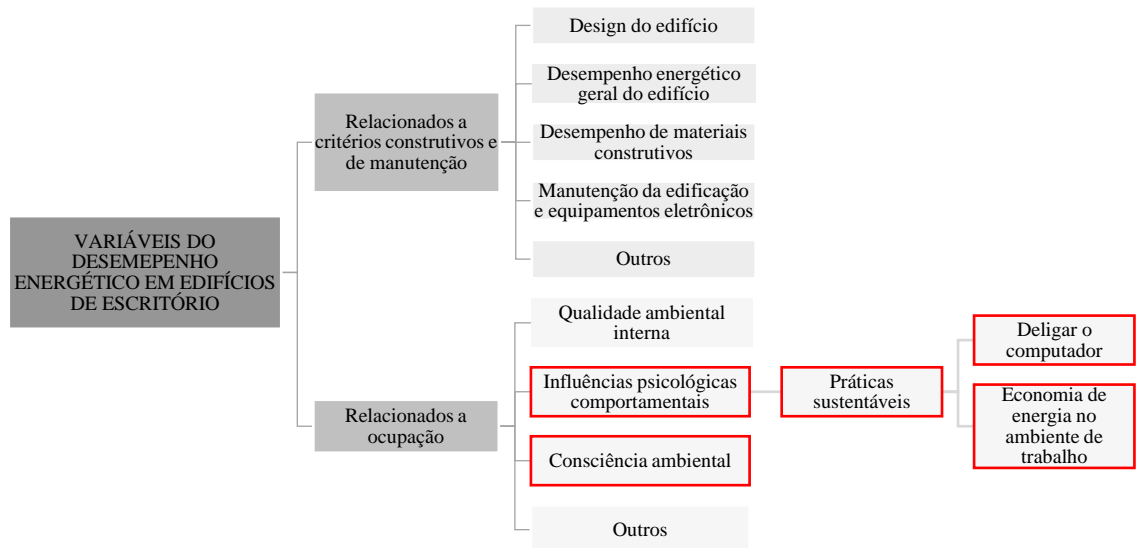 VARIÁVEIS DO
DESEMEPENHO
ENERGÉTICO EM EDIFÍCIOS
DE ESCRITÓRIO
Relacionados a
critérios construtivos e
de manutenção
Design do edifício
Desempenho energético
geral do edifício
Desempenho de materiais
construtivos
Manutenção da edificação
e equipamentos eletrônicos
Outros
Relacionados a
ocupação
Qualidade ambiental
interna
Influências psicológicas
comportamentais
Práticas
sustentáveis
Deligar o
computador
Economia de
energia no
ambiente de
trabalho
Consciência ambiental
Outros